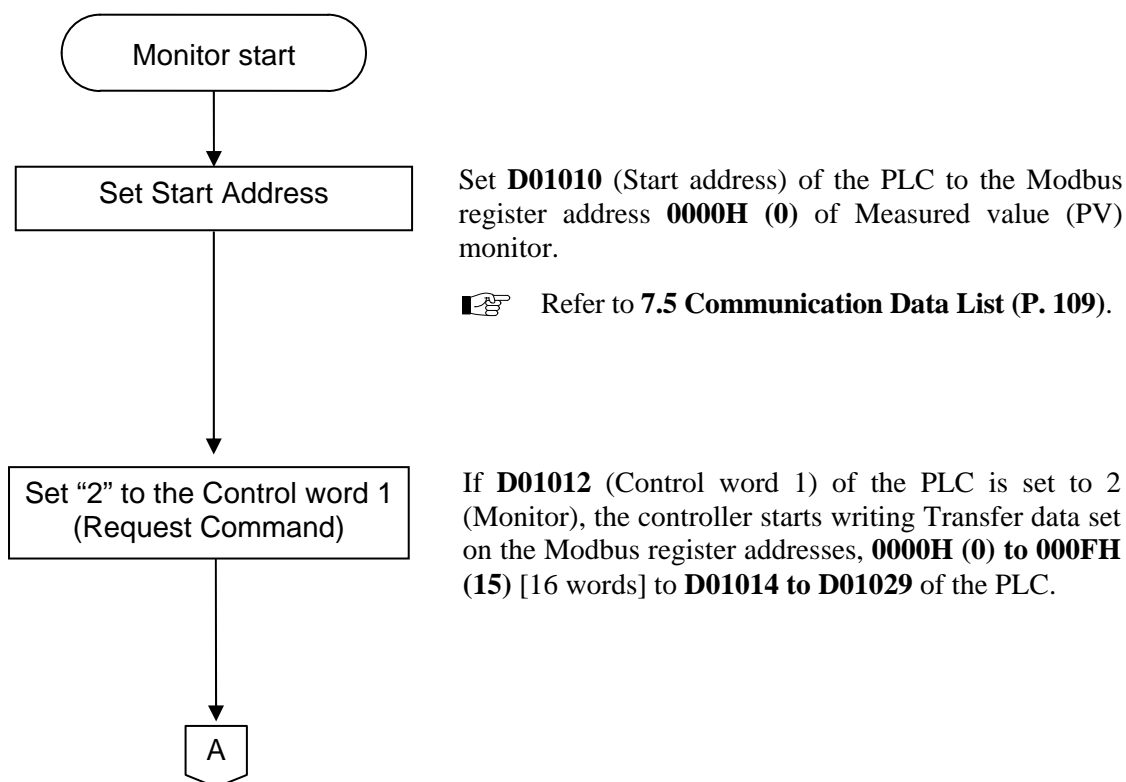 Monitor start
Set Start Address
Set D01010 (Start address) of the PLC to the Modbus
register address 0000H (0) of Measured value (PV)
monitor.
Refer to 7.5 Communication Data List (P. 109).
Set “2” to the Control word 1
(Request Command)
If D01012 (Control word 1) of the PLC is set to 2
(Monitor), the controller starts writing Transfer data set
on the Modbus register addresses, 0000H (0) to 000FH
(15) [16 words] to D01014 to D01029 of the PLC.
A